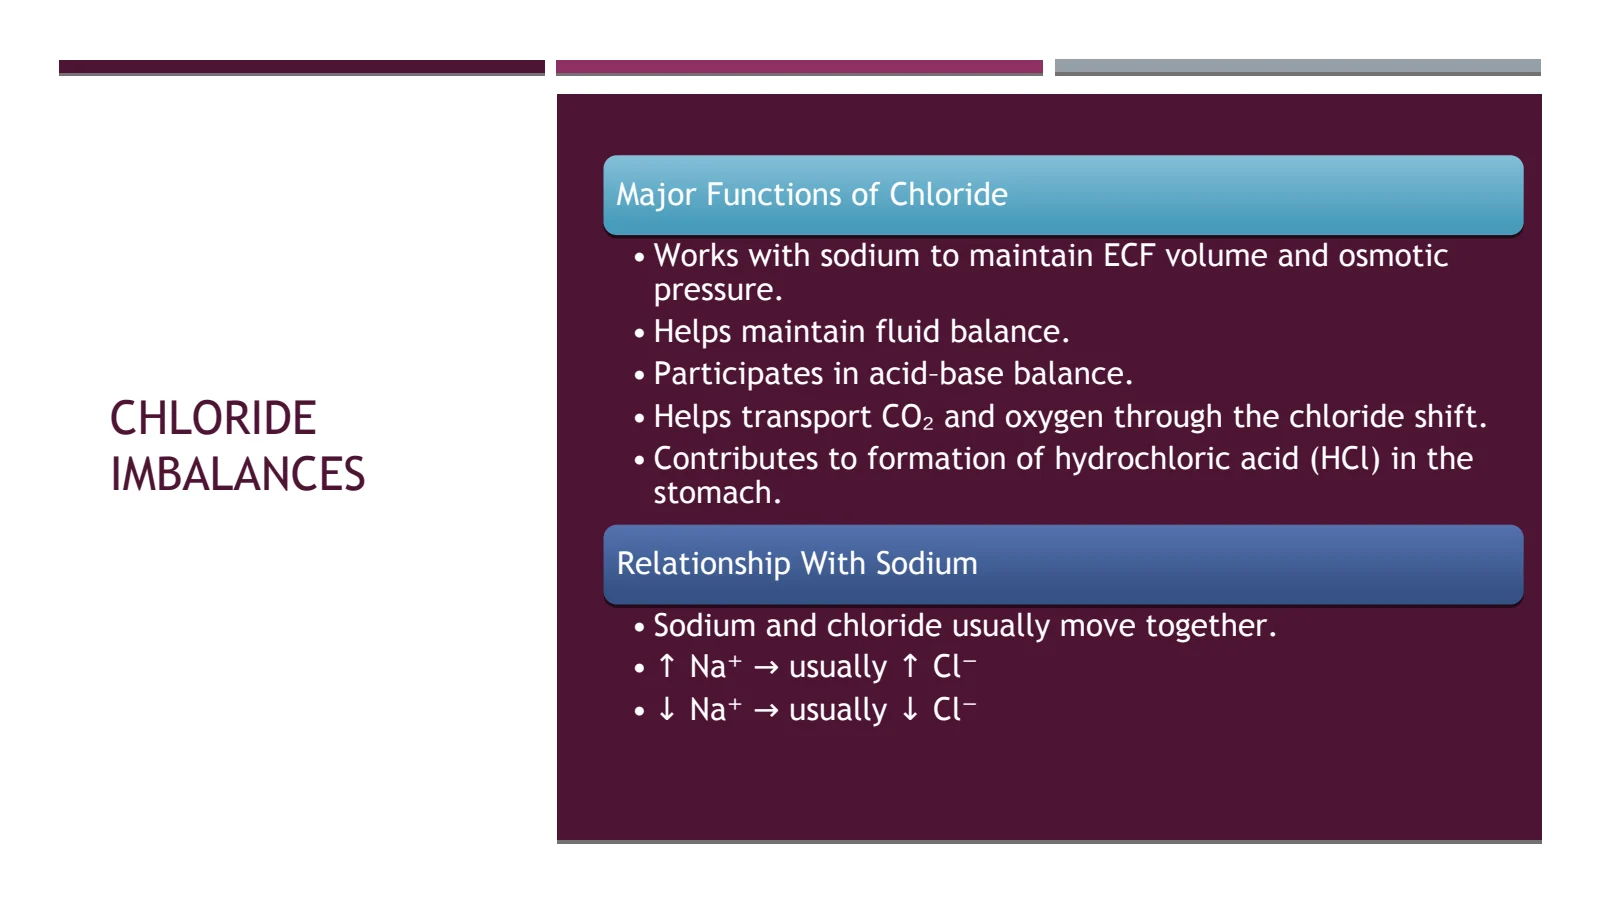 CHLORIDE
IMBALANCES
Major Functions of Chloride
• Works with sodium to maintain ECF volume and osmotic
pressure.
• Helps maintain fluid balance.
• Participates in acid–base balance.
• Helps transport CO₂ and oxygen through the chloride shift.
• Contributes to formation of hydrochloric acid (HCl) in the
stomach.
Relationship With Sodium
• Sodium and chloride usually move together.
• ↑ Na⁺ → usually ↑ Cl⁻
• ↓ Na⁺ → usually ↓ Cl⁻